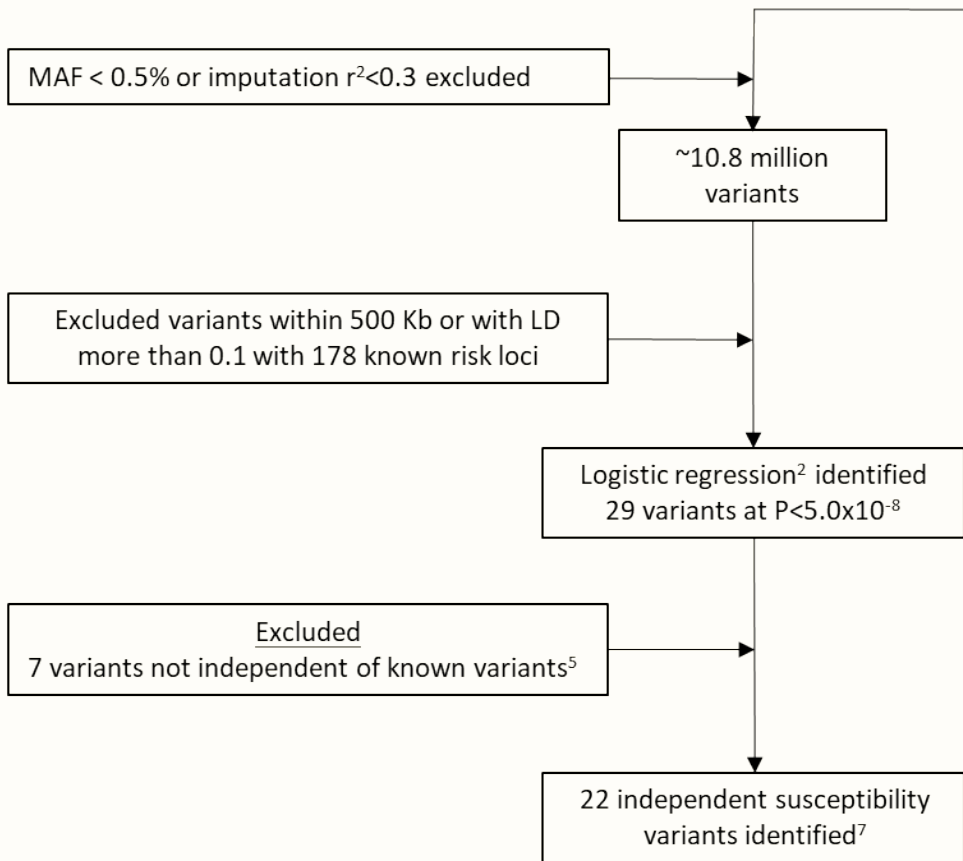 MAF < 0.5% or imputation r²<0.3 excluded
~10.8 million
variants
Excluded variants within 500 Kb or with LD
more than 0.1 with 178 known risk loci
Logistic regression² identified
29 variants at P<5.0x10⁻⁸
Excluded
7 variants not independent of known variants⁵
22 independent susceptibility
variants identified⁷